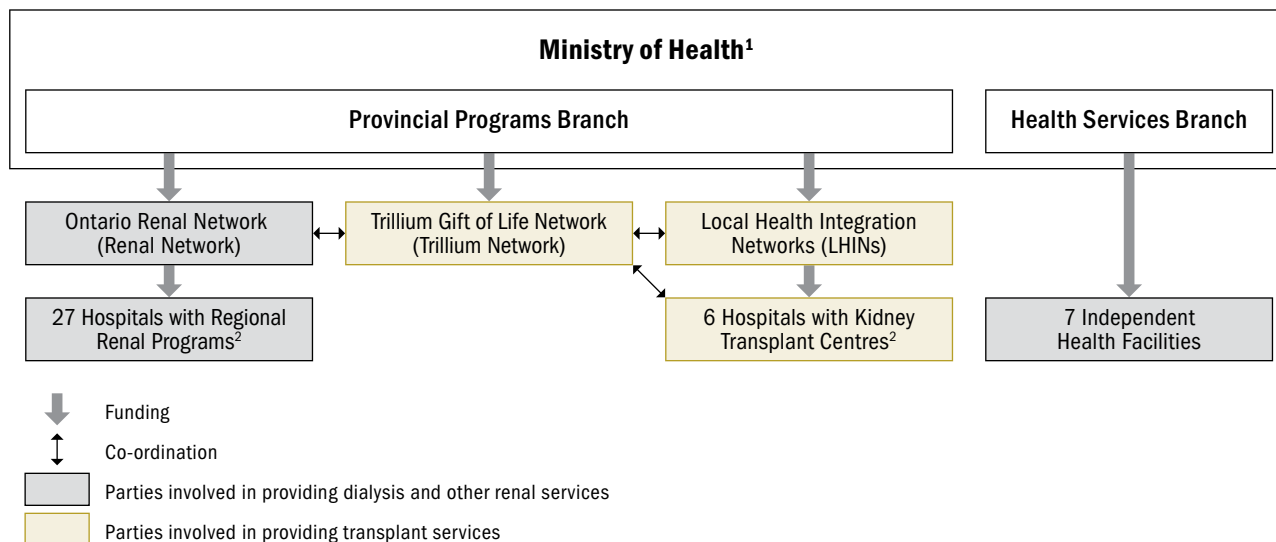 Ministry of Health¹
Provincial Programs Branch
Health Services Branch
Ontario Renal Network
(Renal Network)
Trillium Gift of Life Network
(Trillium Network)
Local Health Integration
Networks (LHINs)
27 Hospitals with Regional
Renal Programs²
6 Hospitals with Kidney
Transplant Centres²
7 Independent
Health Facilities
Funding
Co-ordination
Parties involved in providing dialysis and other renal services
Parties involved in providing transplant services